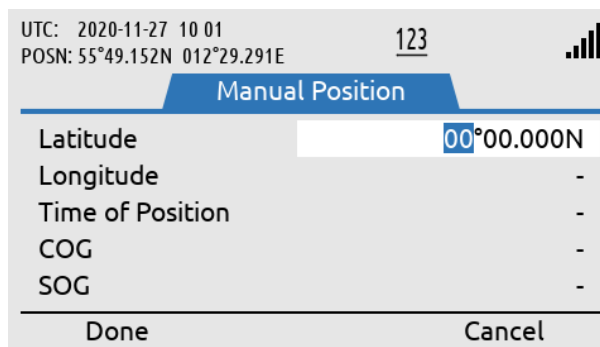 UTC: 2020-11-27 10 01
POSN: 55°49.152N 012°29.291E
123
Manual Position
Latitude 00°00.000N
Longitude -
Time of Position -
COG -
SOG -
Done Cancel